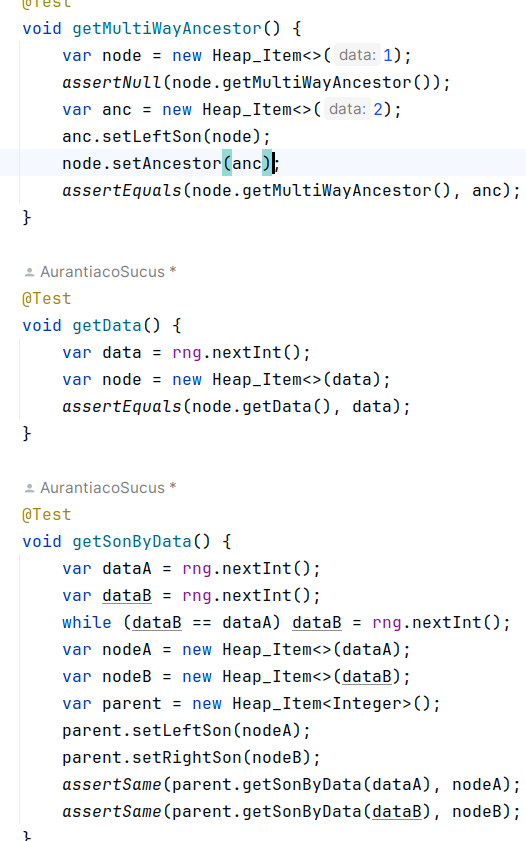 @Test
void getMultiWayAncestor() {
    var node = new Heap_Item<>( data: 1);
    assertNull(node.getMultiWayAncestor());
    var anc = new Heap_Item<>( data: 2);
    anc.setLeftSon(node);
    node.setAncestor(anc);
    assertEquals(node.getMultiWayAncestor(), anc);
}
AurantiacoSucus *
@Test
void getData() {
    var data = rng.nextInt();
    var node = new Heap_Item<>(data);
    assertEquals(node.getData(), data);
}
AurantiacoSucus *
@Test
void getSonByData() {
    var dataA = rng.nextInt();
    var dataB = rng.nextInt();
    while (dataB == dataA) dataB = rng.nextInt();
    var nodeA = new Heap_Item<>(dataA);
    var nodeB = new Heap_Item<>(dataB);
    var parent = new Heap_Item<Integer>();
    parent.setLeftSon(nodeA);
    parent.setRightSon(nodeB);
    assertSame(parent.getSonByData(dataA), nodeA);
    assertSame(parent.getSonByData(dataB), nodeB);
}